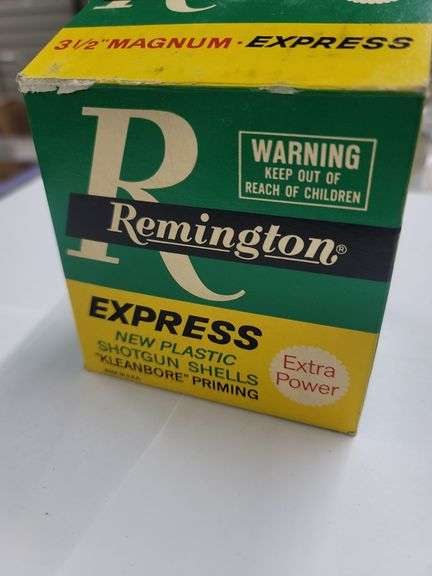 3½" MAGNUM · EXPRESS
R
WARNING
KEEP OUT OF
REACH OF CHILDREN
Remington®
EXPRESS
NEW PLASTIC
SHOTGUN SHELLS
"KLEANBORE" PRIMING
Extra
Power